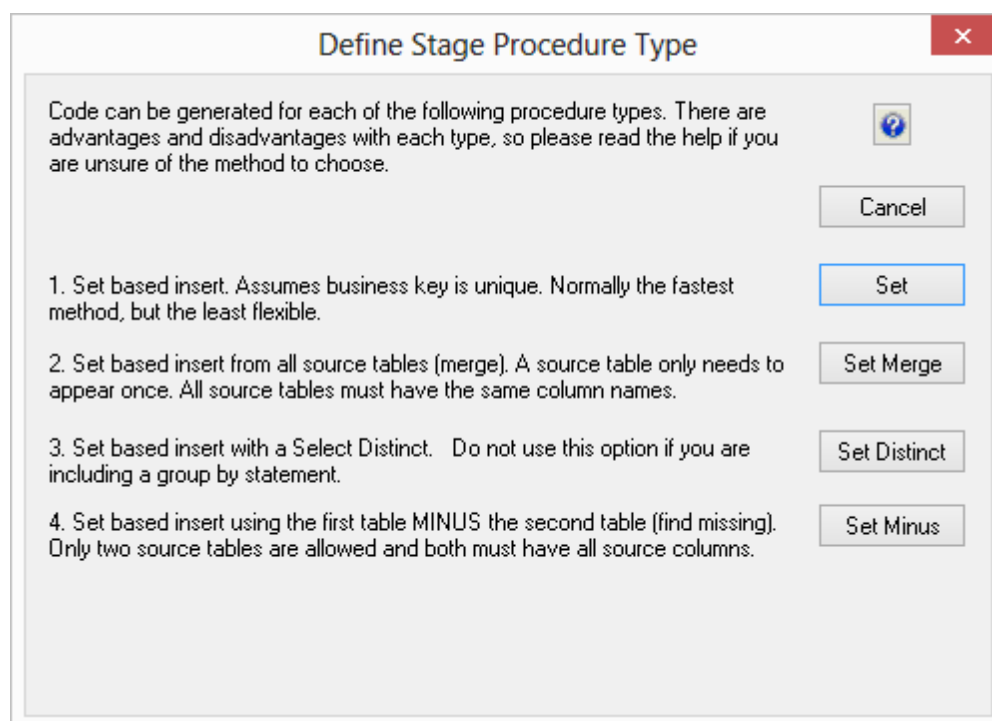 Define Stage Procedure Type
Code can be generated for each of the following procedure types. There are
advantages and disadvantages with each type, so please read the help if you
are unsure of the method to choose.
Cancel
1. Set based insert. Assumes business key is unique. Normally the fastest
method, but the least flexible.
Set
2. Set based insert from all source tables (merge). A source table only needs to
appear once. All source tables must have the same column names.
Set Merge
3. Set based insert with a Select Distinct.   Do not use this option if you are
including a group by statement.
Set Distinct
4. Set based insert using the first table MINUS the second table (find missing).
Only two source tables are allowed and both must have all source columns.
Set Minus